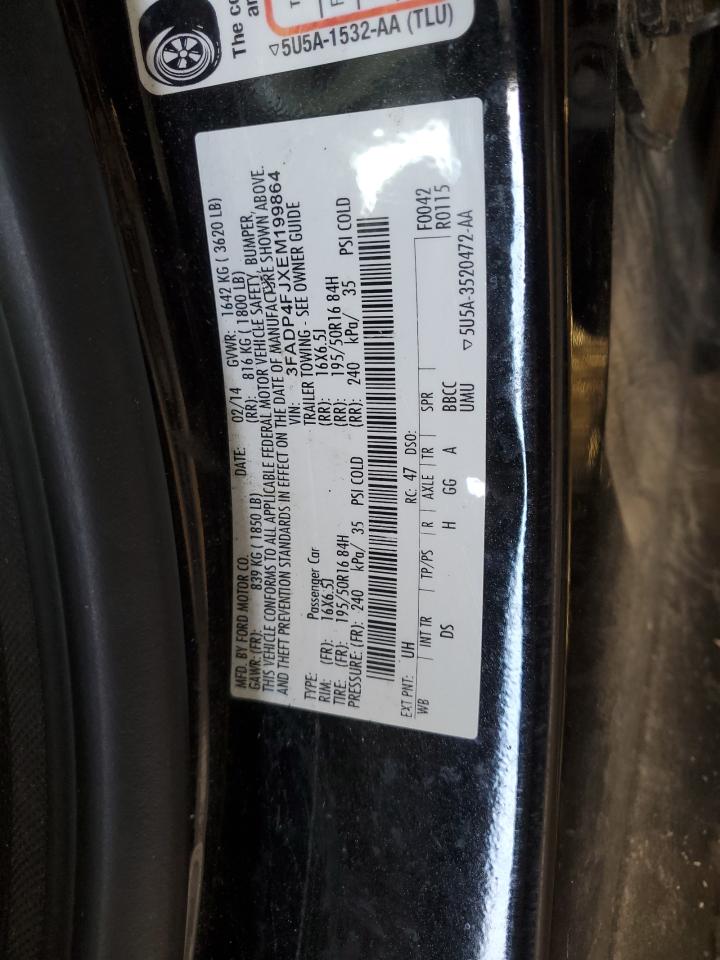 The co
an
▽5U5A-1532-AA (TLU)
MFD. BY FORD MOTOR CO. DATE: 02/14 GVWR: 1642 KG ( 3620 LB)
GAWR: (FR): 839 KG (1850 LB) (RR): 816 KG ( 1800 LB)
THIS VEHICLE CONFORMS TO ALL APPLICABLE FEDERAL MOTOR VEHICLE SAFETY, BUMPER,
AND THEFT PREVENTION STANDARDS IN EFFECT ON THE DATE OF MANUFACTURE SHOWN ABOVE.
VIN: 3FADP4FJXEM199864
TYPE: Passenger Car TRAILER TOWING - SEE OWNER GUIDE
RIM: (FR): 16X6.5J (RR): 16X6.5J
TIRE: (FR): 195/50R16 84H (RR): 195/50R16 84H
PRESSURE: (FR): 240 kPa/ 35 PSI COLD (RR): 240 kPa/ 35 PSI COLD
EXT PNT: UH RC: 47 DSO: F0042
WB INT TR TP/PS R AXLE TR SPR R0115
DS H GG A BBCC
UMU
▽5U5A-3520472-AA